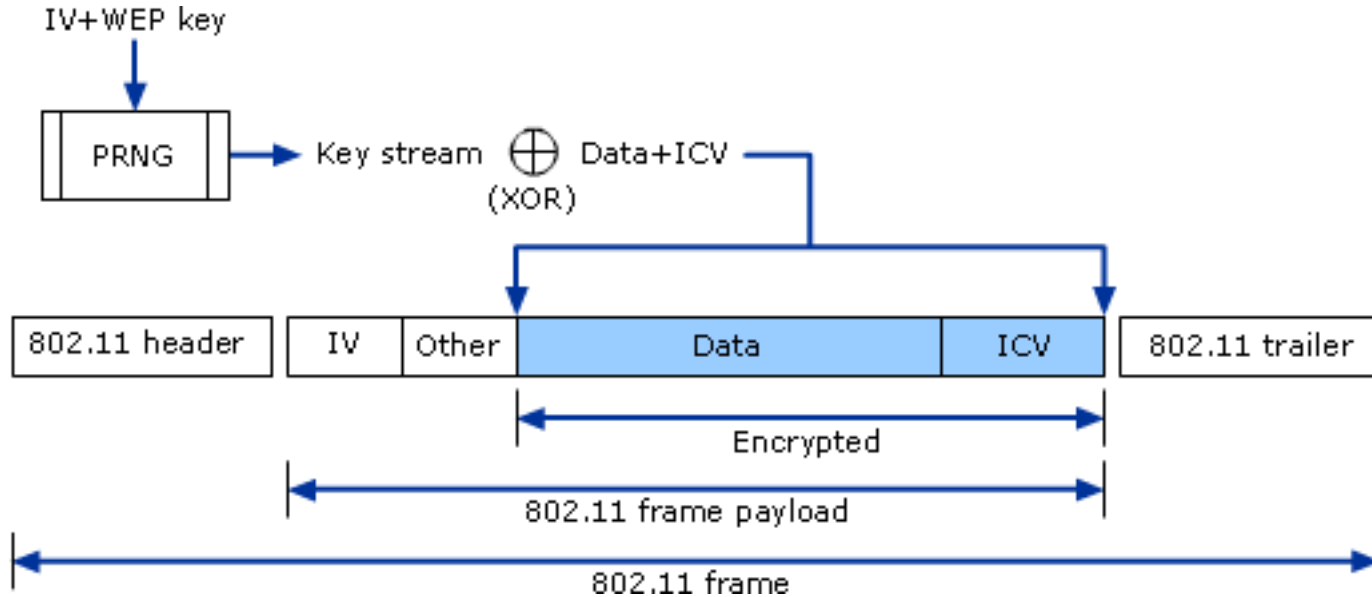 IV+WEP key
PRNG
Key stream
Data+ICV
(XOR)
802.11 header
IV
Other
Data
ICV
802.11 trailer
Encrypted
802.11 frame payload
802.11 frame